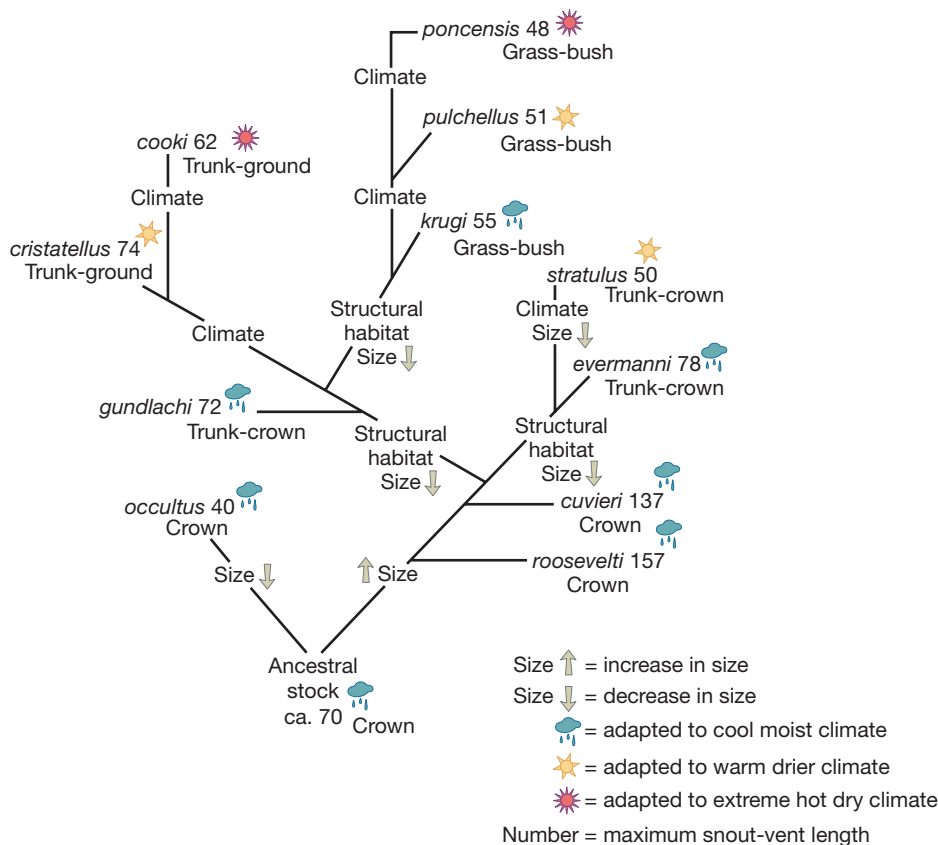 poncensis 48
Grass-bush
Climate
pulchellus 51
Grass-bush
cooki 62
Trunk-ground
Climate
Climate
krugi 55
Grass-bush
cristatellus 74
Trunk-ground
stratulus 50
Trunk-crown
Structural
habitat
Size
Climate
Size
Climate
evermanni 78
Trunk-crown
gundlachi 72
Trunk-crown
Structural
habitat
Size
Structural
habitat
Size
occultus 40
Crown
cuvieri 137
Crown
roosevelti 157
Crown
Size
Size
Ancestral
stock
ca. 70
Crown
Size = increase in size
Size = decrease in size
= adapted to cool moist climate
= adapted to warm drier climate
= adapted to extreme hot dry climate
Number = maximum snout-vent length